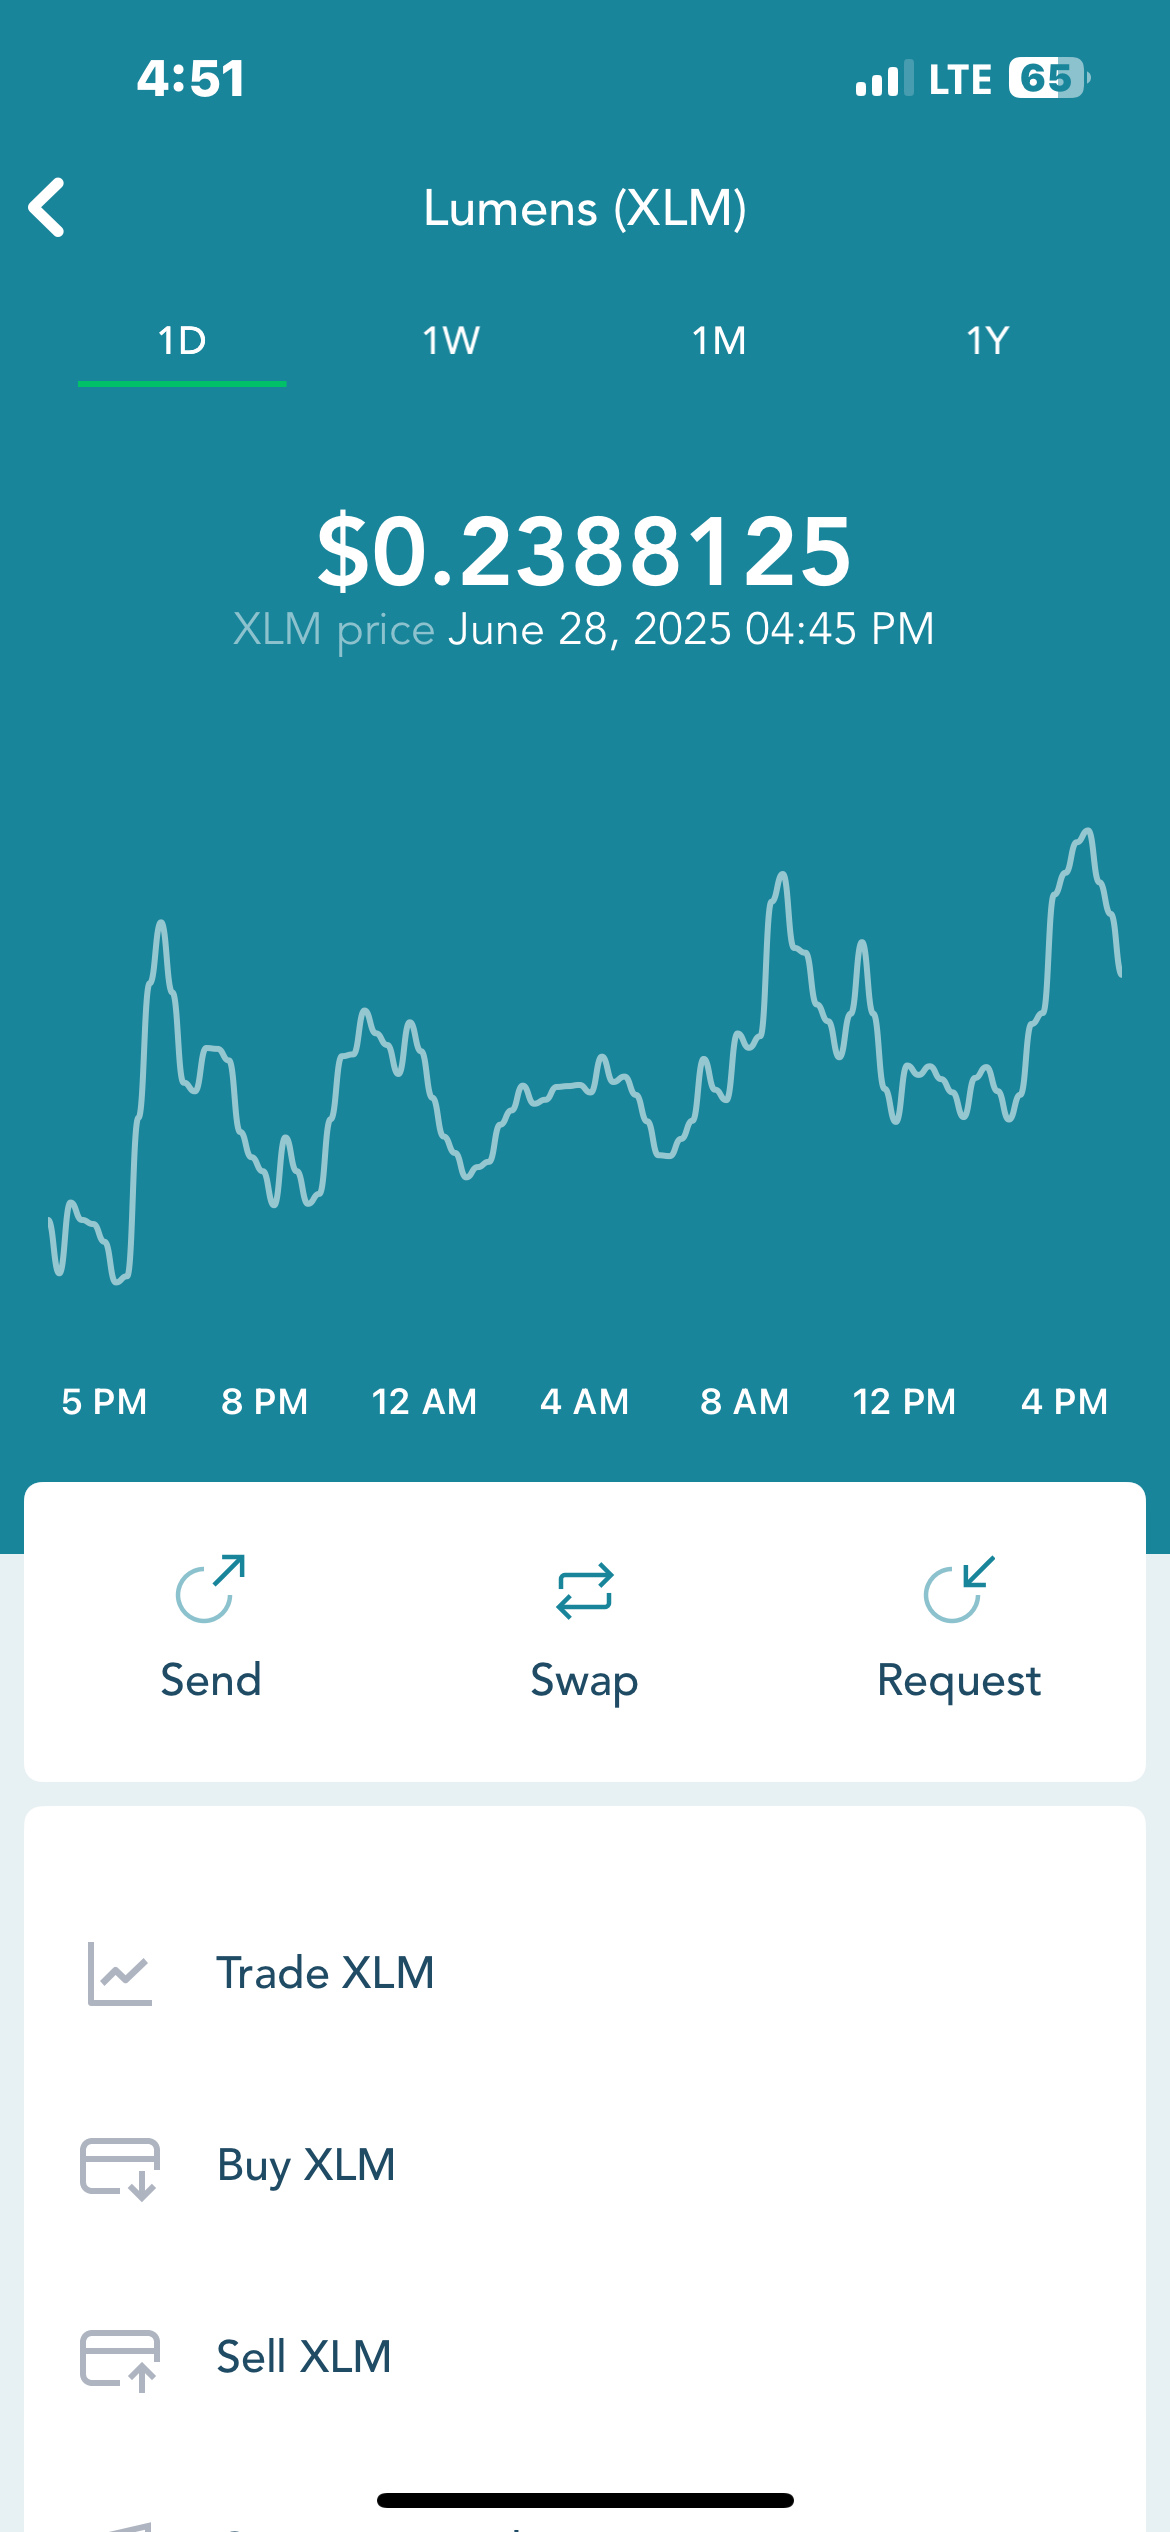 4:51 LTE 65
Lumens (XLM)
1D 1W 1M 1Y
$0.2388125
XLM price June 28, 2025 04:45 PM
5 PM 8 PM 12 AM 4 AM 8 AM 12 PM 4 PM
Send Swap Request
Trade XLM
Buy XLM
Sell XLM